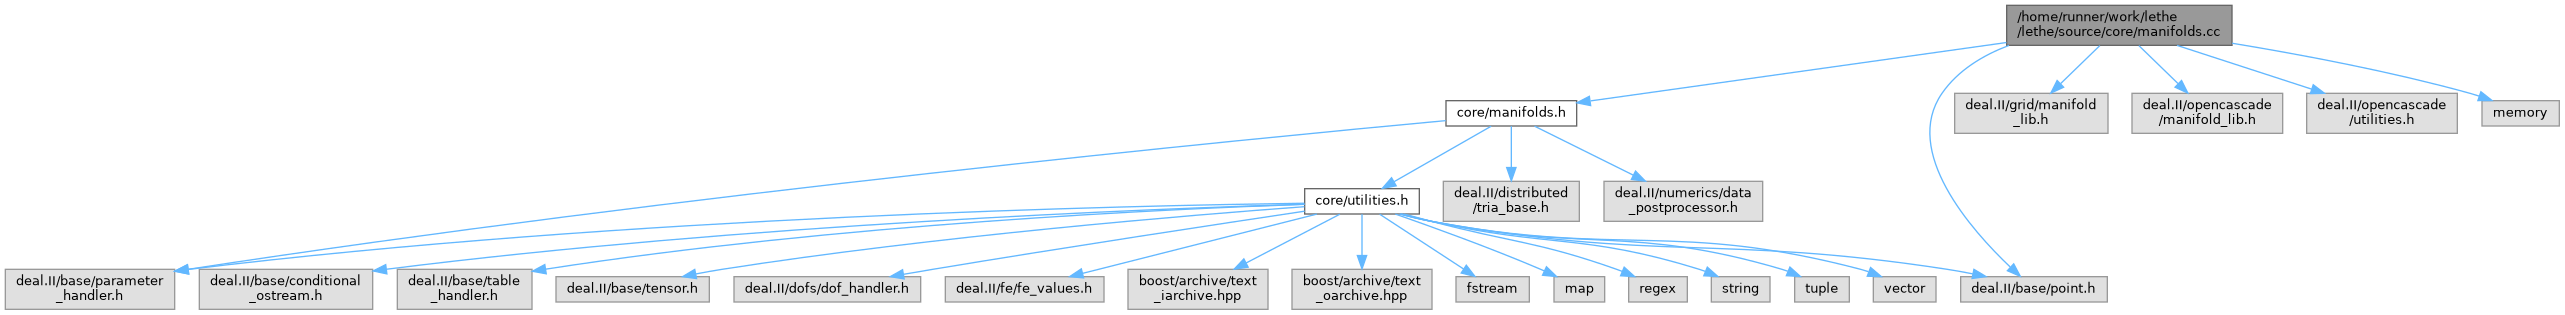 /home/runner/work/lethe
/lethe/source/core/manifolds.cc
core/manifolds.h
deal.II/grid/manifold
_lib.h
deal.II/opencascade
/manifold_lib.h
deal.II/opencascade
/utilities.h
memory
core/utilities.h
deal.II/distributed
/tria_base.h
deal.II/numerics/data
_postprocessor.h
deal.II/base/parameter
_handler.h
deal.II/base/conditional
_ostream.h
deal.II/base/table
_handler.h
deal.II/base/tensor.h
deal.II/dofs/dof_handler.h
deal.II/fe/fe_values.h
boost/archive/text
_iarchive.hpp
boost/archive/text
_oarchive.hpp
fstream
map
regex
string
tuple
vector
deal.II/base/point.h